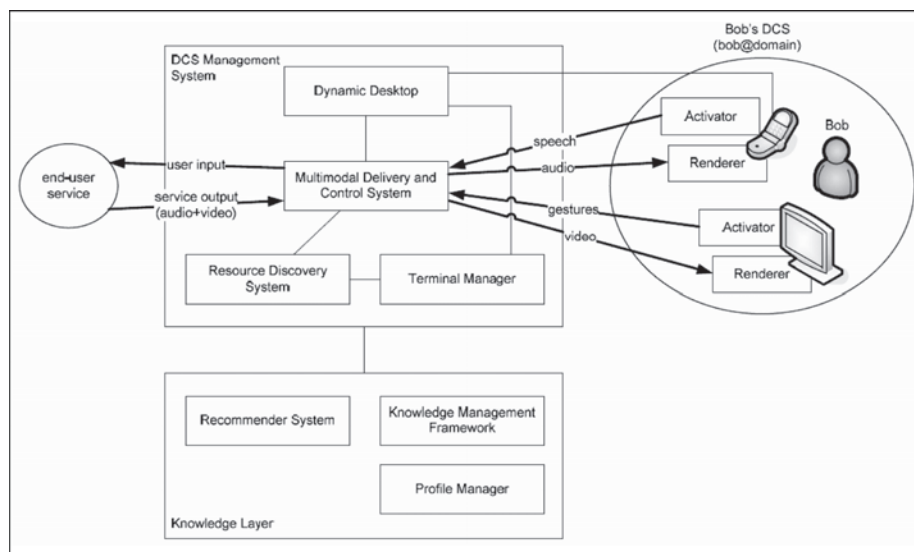 Bob's DCS
(bob@domain)
DCS Management
System
Dynamic Desktop
Activator
Bob
speech
Renderer
audio
user input
end-user
service
Multimodal Delivery and
Control System
service output
(audio+video)
gestures
Activator
video
Renderer
Resource Discovery
System
Terminal Manager
Recommender System
Knowledge Management
Framework
Profile Manager
Knowledge Layer